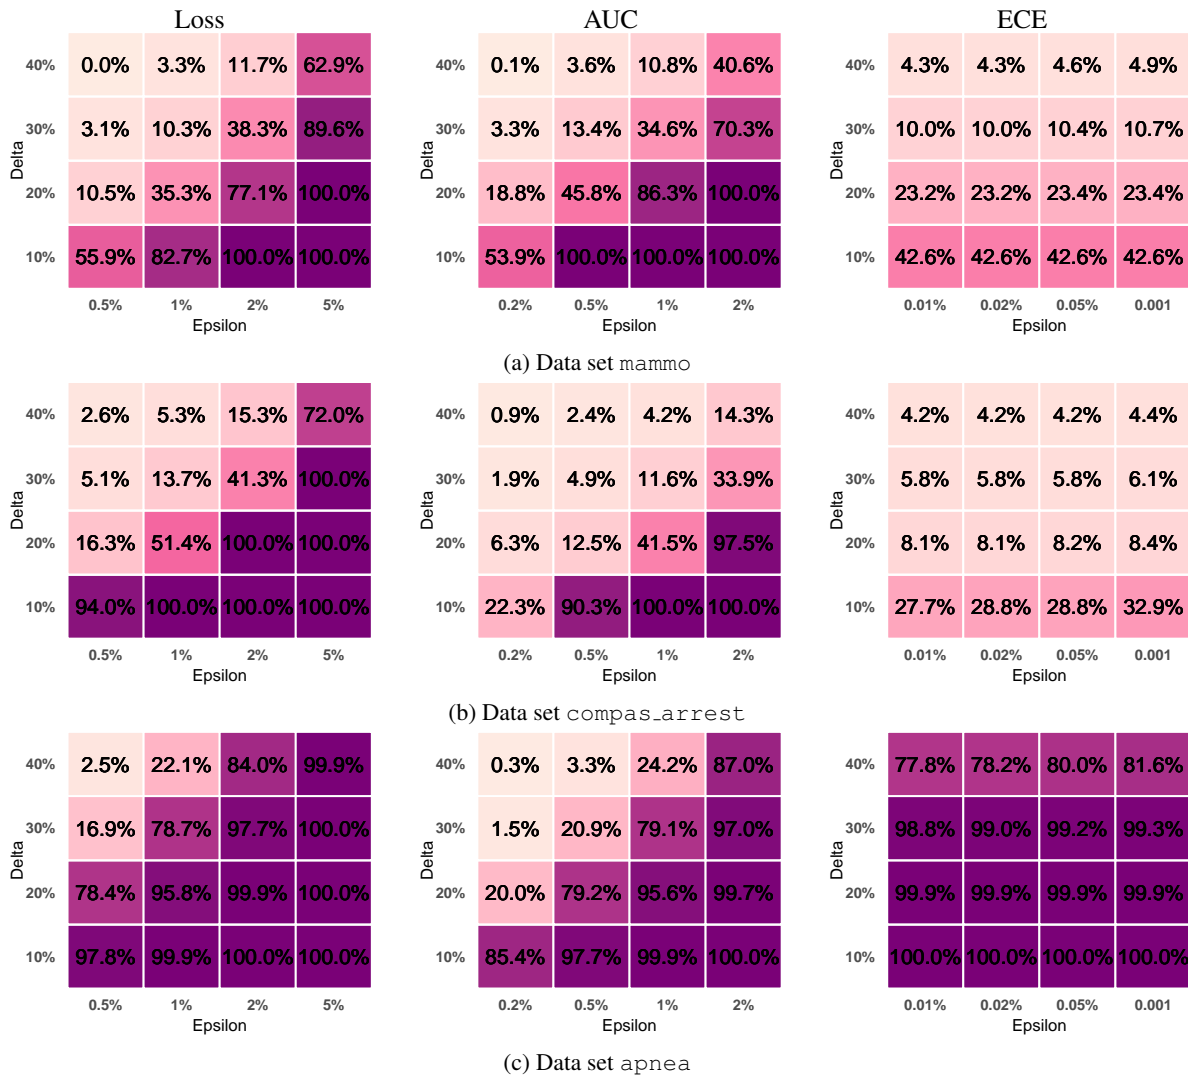 Loss AUC ECE
40% 0.0% 3.3% 11.7% 62.9% 40% 0.1% 3.6% 10.8% 40.6% 40% 4.3% 4.3% 4.6% 4.9%
30% 3.1% 10.3% 38.3% 89.6% 30% 3.3% 13.4% 34.6% 70.3% 30% 10.0% 10.0% 10.4% 10.7%
Delta Delta Delta
20% 10.5% 35.3% 77.1% 100.0% 20% 18.8% 45.8% 86.3% 100.0% 20% 23.2% 23.2% 23.4% 23.4%
10% 55.9% 82.7% 100.0% 100.0% 10% 53.9% 100.0% 100.0% 100.0% 10% 42.6% 42.6% 42.6% 42.6%
0.5% 1% 2% 5% 0.2% 0.5% 1% 2% 0.01% 0.02% 0.05% 0.001
Epsilon Epsilon Epsilon
(a) Data set mammo
40% 2.6% 5.3% 15.3% 72.0% 40% 0.9% 2.4% 4.2% 14.3% 40% 4.2% 4.2% 4.2% 4.4%
30% 5.1% 13.7% 41.3% 100.0% 30% 1.9% 4.9% 11.6% 33.9% 30% 5.8% 5.8% 5.8% 6.1%
Delta Delta Delta
20% 16.3% 51.4% 100.0% 100.0% 20% 6.3% 12.5% 41.5% 97.5% 20% 8.1% 8.1% 8.2% 8.4%
10% 94.0% 100.0% 100.0% 100.0% 10% 22.3% 90.3% 100.0% 100.0% 10% 27.7% 28.8% 28.8% 32.9%
0.5% 1% 2% 5% 0.2% 0.5% 1% 2% 0.01% 0.02% 0.05% 0.001
Epsilon Epsilon Epsilon
(b) Data set compas_arrest
40% 2.5% 22.1% 84.0% 99.9% 40% 0.3% 3.3% 24.2% 87.0% 40% 77.8% 78.2% 80.0% 81.6%
30% 16.9% 78.7% 97.7% 100.0% 30% 1.5% 20.9% 79.1% 97.0% 30% 98.8% 99.0% 99.2% 99.3%
Delta Delta Delta
20% 78.4% 95.8% 99.9% 100.0% 20% 20.0% 79.2% 95.6% 99.7% 20% 99.9% 99.9% 99.9% 99.9%
10% 97.8% 99.9% 100.0% 100.0% 10% 85.4% 97.7% 99.9% 100.0% 10% 100.0% 100.0% 100.0% 100.0%
0.5% 1% 2% 5% 0.2% 0.5% 1% 2% 0.01% 0.02% 0.05% 0.001
Epsilon Epsilon Epsilon
(c) Data set apnea